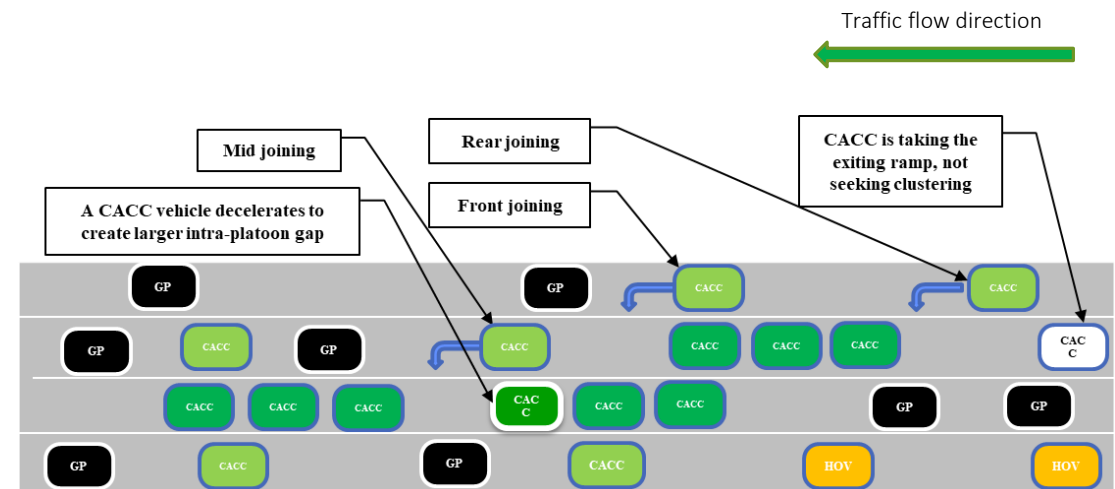 Traffic flow direction
Mid joining
Rear joining
CACC is taking the
exiting ramp, not
seeking clustering
A CACC vehicle decelerates to
create larger intra-platoon gap
Front joining
GP
GP
CACC
CACC
GP
CACC
GP
CACC
CACC
CACC
CACC
CAC
C
CACC
CACC
CACC
CAC
C
CACC
CACC
GP
GP
GP
CACC
GP
CACC
HOV
HOV